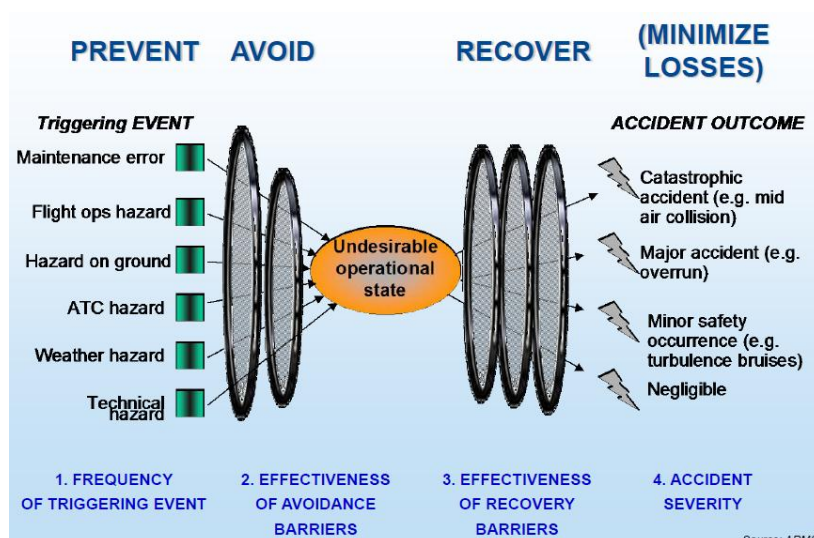 PREVENT AVOID RECOVER (MINIMIZE
LOSSES)
Triggering EVENT
Maintenance error
Flight ops hazard
Hazard on ground
ATC hazard
Weather hazard
Technical
hazard
Undesirable
operational
state
ACCIDENT OUTCOME
Catastrophic
accident (e.g. mid
air collision)
Major accident (e.g.
overrun)
Minor safety
occurrence (e.g.
turbulence bruises)
Negligible
1. FREQUENCY
OF TRIGGERING EVENT
2. EFFECTIVENESS
OF AVOIDANCE
BARRIERS
3. EFFECTIVENESS
OF RECOVERY
BARRIERS
4. ACCIDENT
SEVERITY